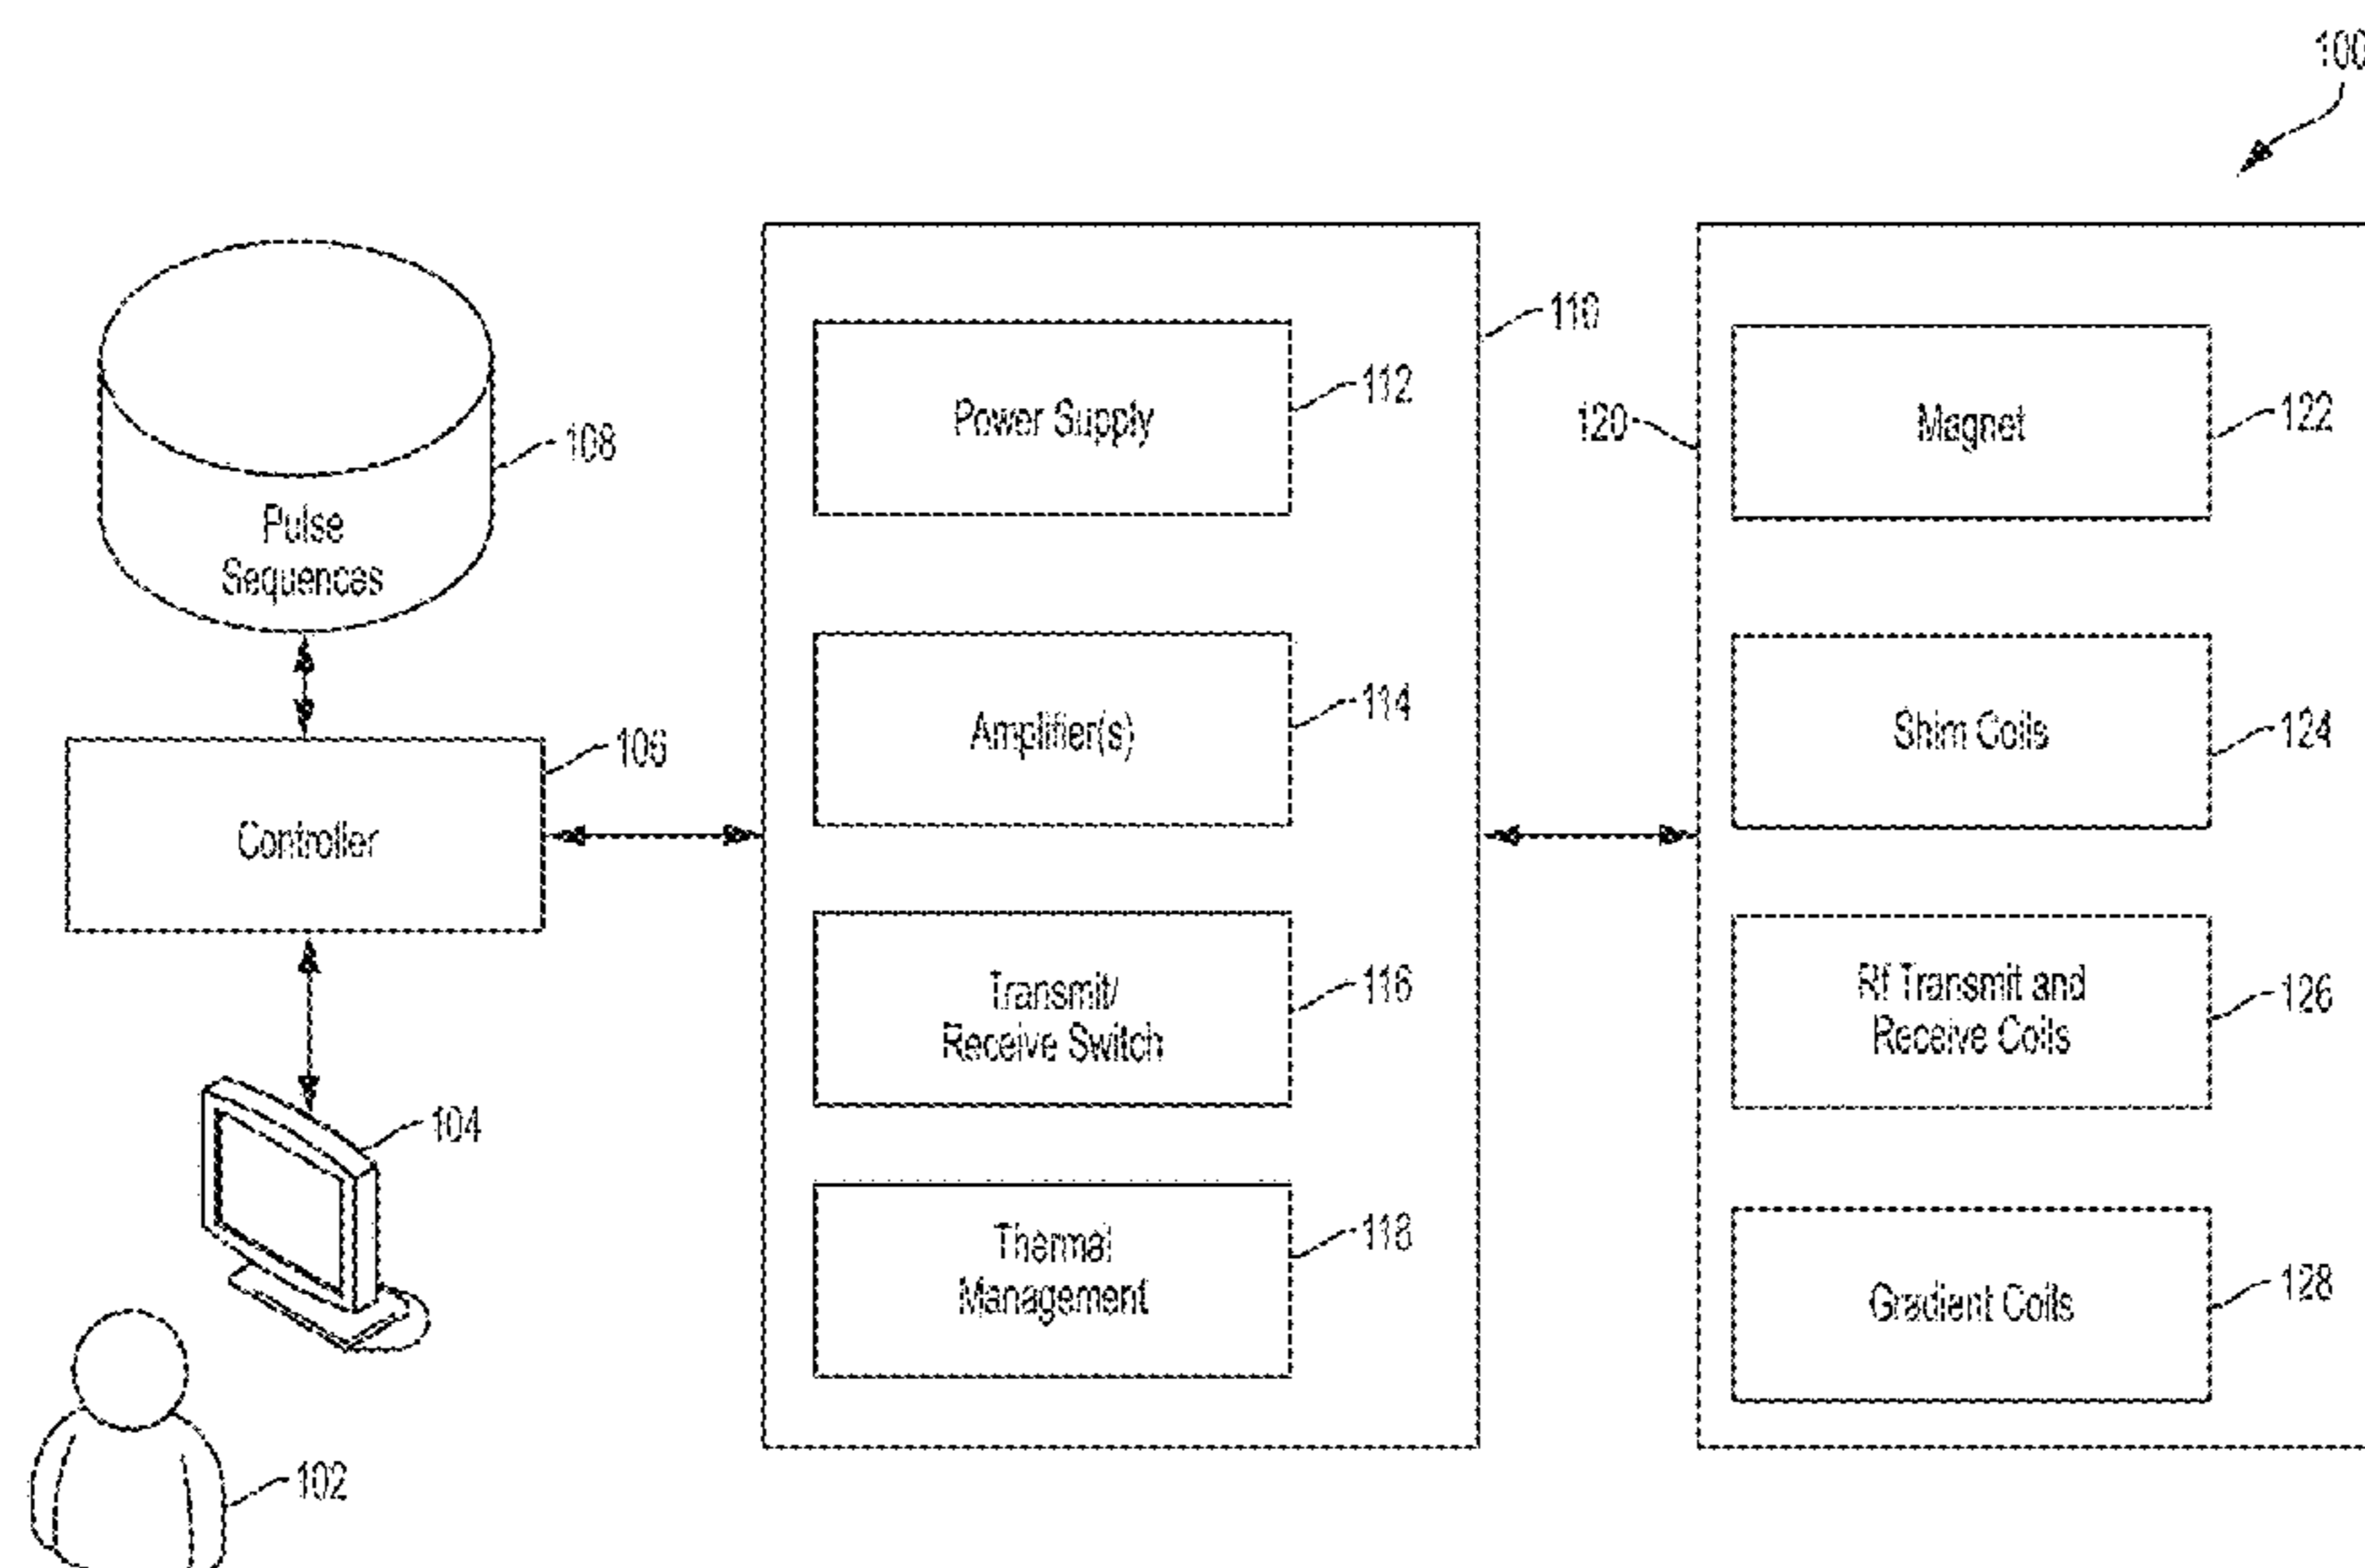 100
110
Power Supply
112
120
Magnet
122
108
Pulse
Sequences
Amplifier(s)
114
Shim Coils
124
106
Controller
Transmit/
Receive Switch
116
Rf Transmit and
Receive Coils
126
104
Thermal
Management
118
Gradient Coils
128
102